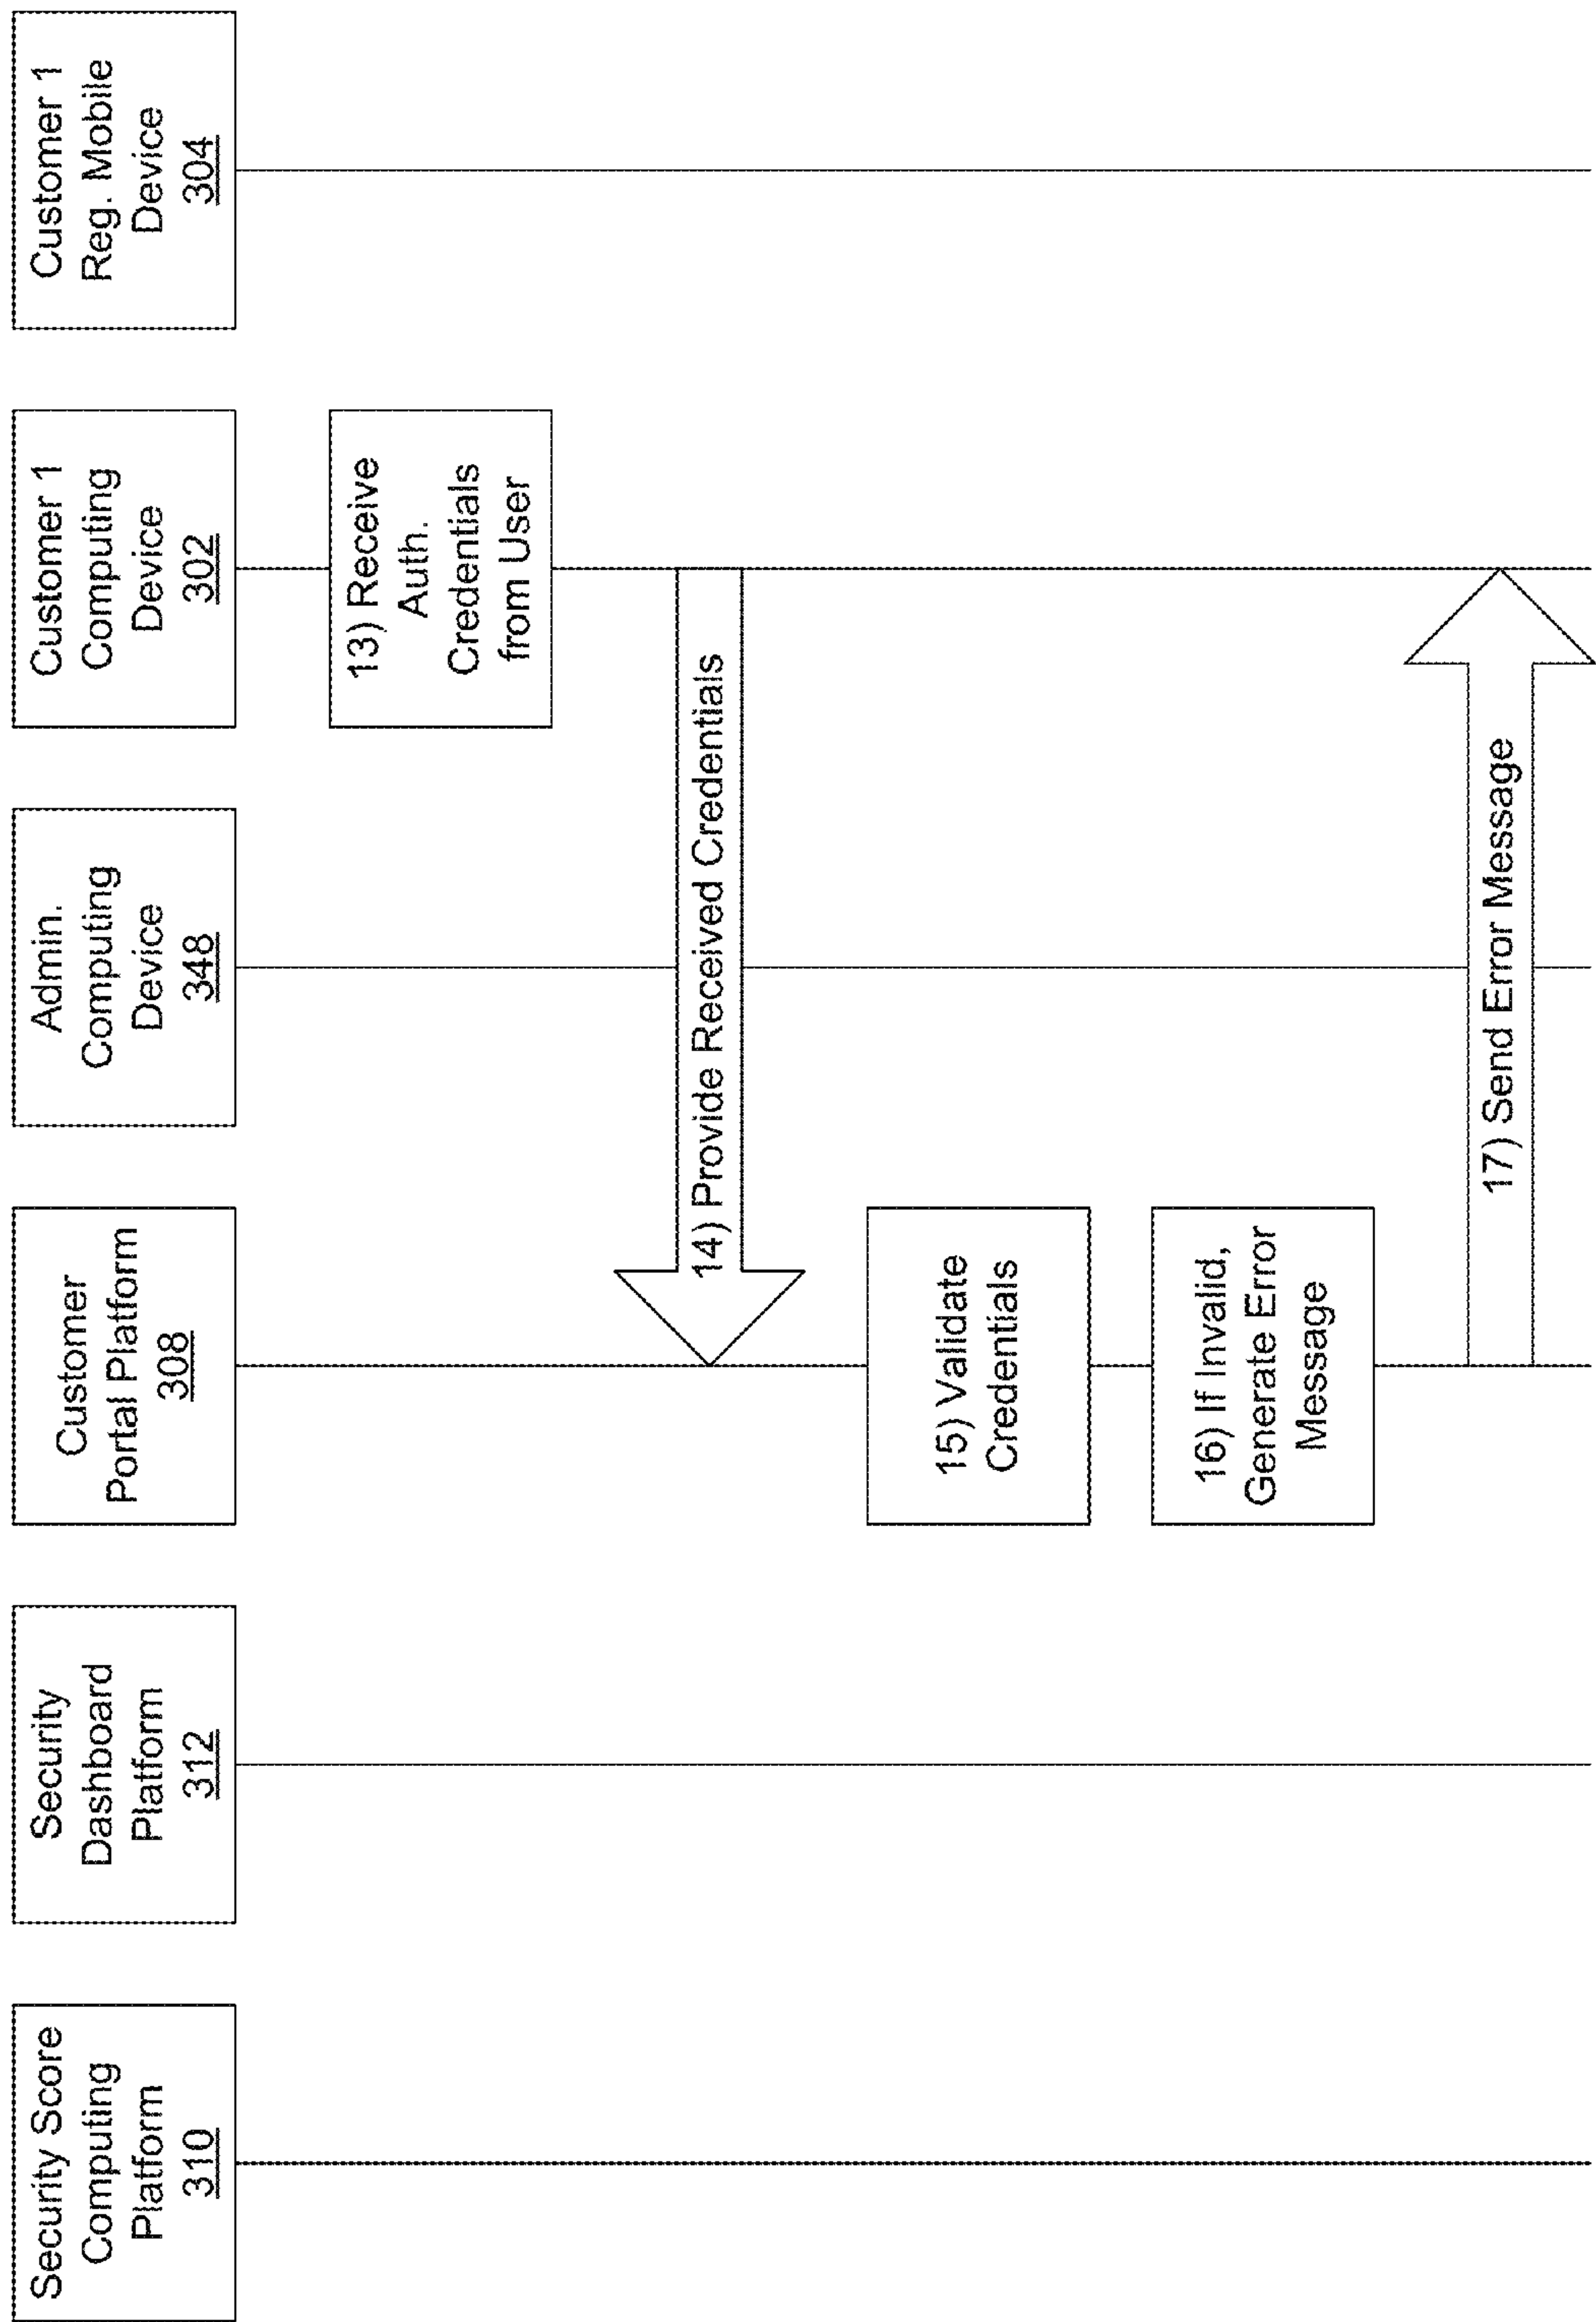 Security Score
Computing
Platform
310
Security
Dashboard
Platform
312
Customer
Portal Platform
308
Admin.
Computing
Device
348
Customer 1
Computing
Device
302
Customer 1
Reg. Mobile
Device
304
13) Receive
Auth.
Credentials
from User
14) Provide Received Credentials
15) Validate
Credentials
16) If Invalid,
Generate Error
Message
17) Send Error Message